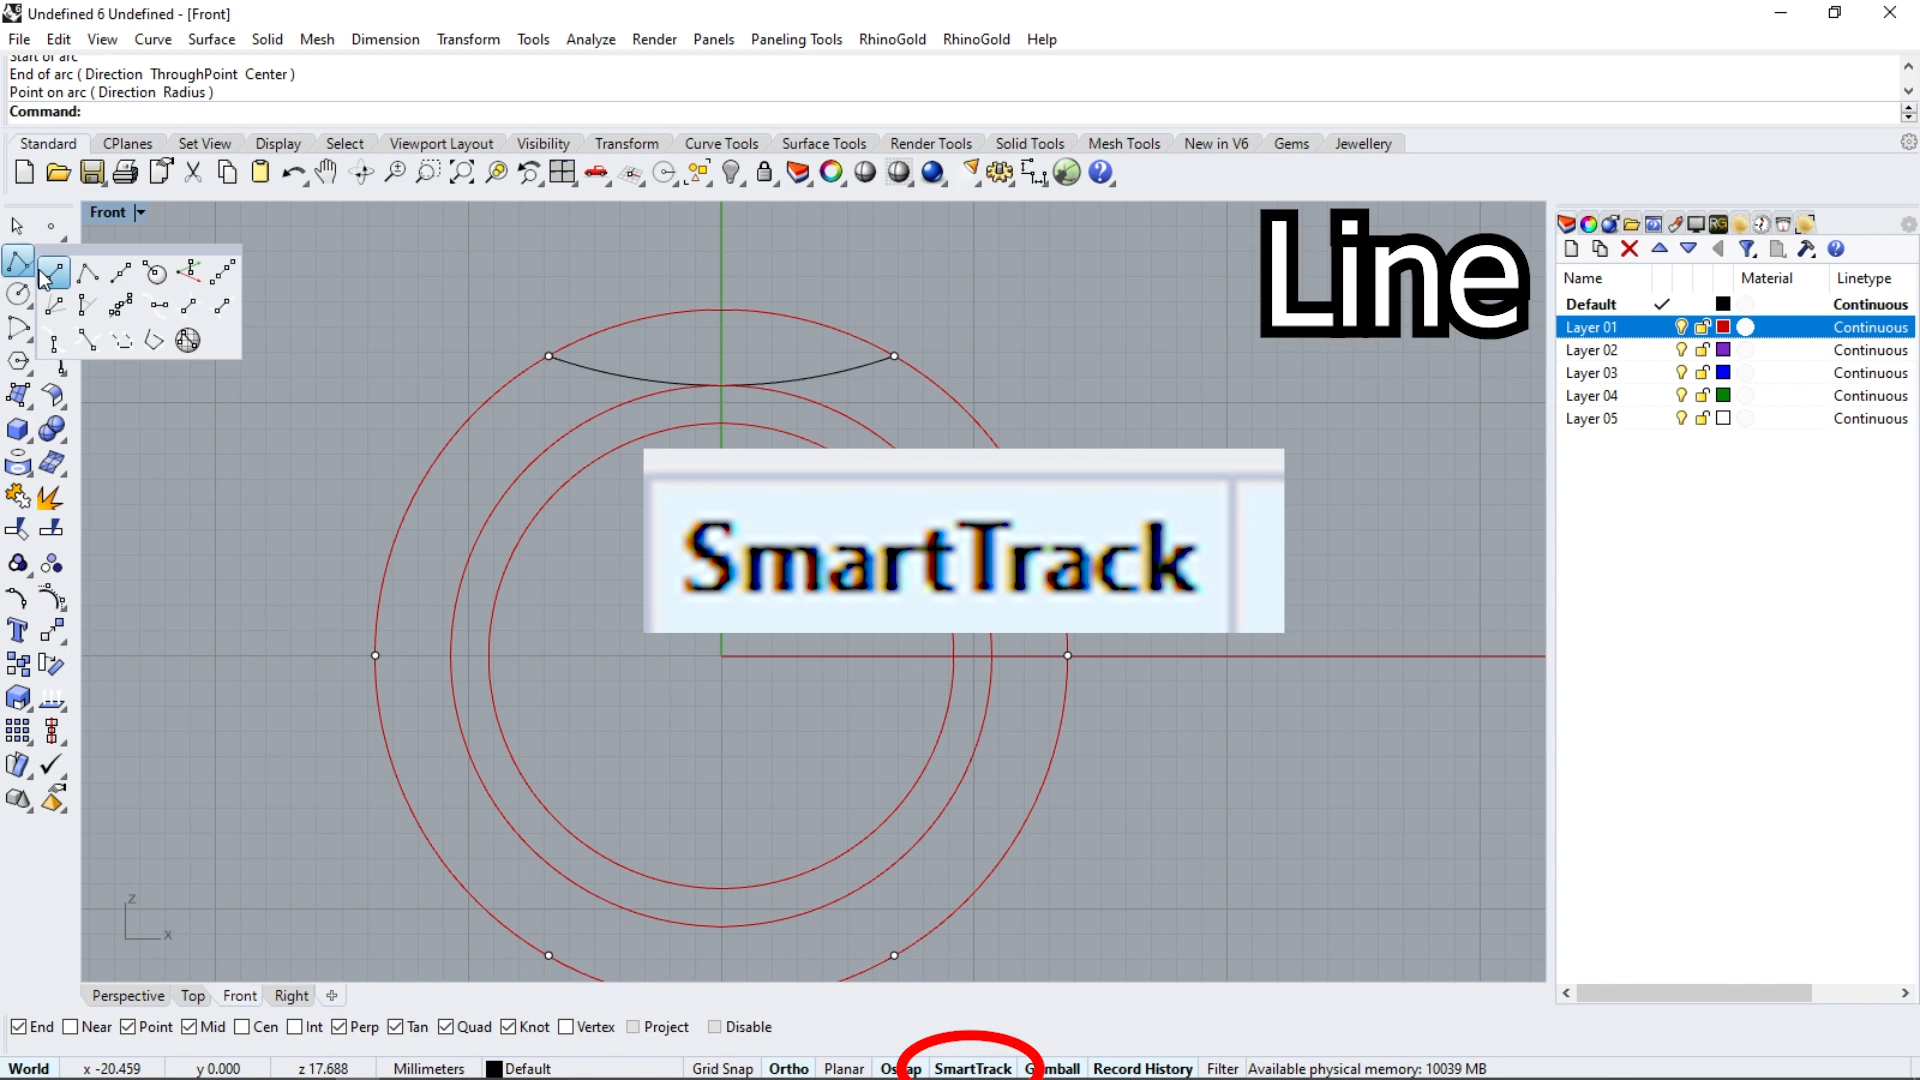 Undefined 6 Undefined - [Front]
File Edit View Curve Surface Solid Mesh Dimension Transform Tools Analyze Render Panels Paneling Tools RhinoGold RhinoGold Help
Start of arc
End of arc ( Direction ThroughPoint Center )
Point on arc ( Direction Radius )
Command:
Standard CPlanes Set View Display Select Viewport Layout Visibility Transform Curve Tools Surface Tools Render Tools Solid Tools Mesh Tools New in V6 Gems Jewellery
Front
Line
Name Material Linetype
Default Continuous
Layer 01 Continuous
Layer 02 Continuous
Layer 03 Continuous
Layer 04 Continuous
Layer 05 Continuous
SmartTrack
z
x
Perspective Top Front Right
End Near Point Mid Cen Int Perp Tan Quad Knot Vertex Project Disable
World x -20.459 y 0.000 z 17.688 Millimeters Default Grid Snap Ortho Planar Osnap SmartTrack Gumball Record History Filter Available physical memory: 10039 MB